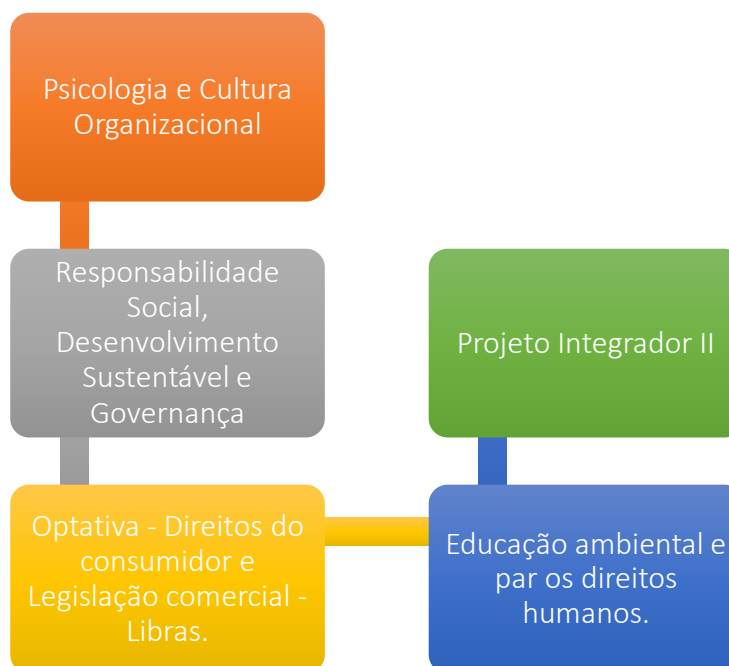 Psicologia e Cultura
Organizacional
Responsabilidade
Social,
Desenvolvimento
Sustentável e
Governança
Optativa - Direitos do
consumidor e
Legislação comercial -
Libras.
Educação ambiental e
par os direitos
humanos.
Projeto Integrador II